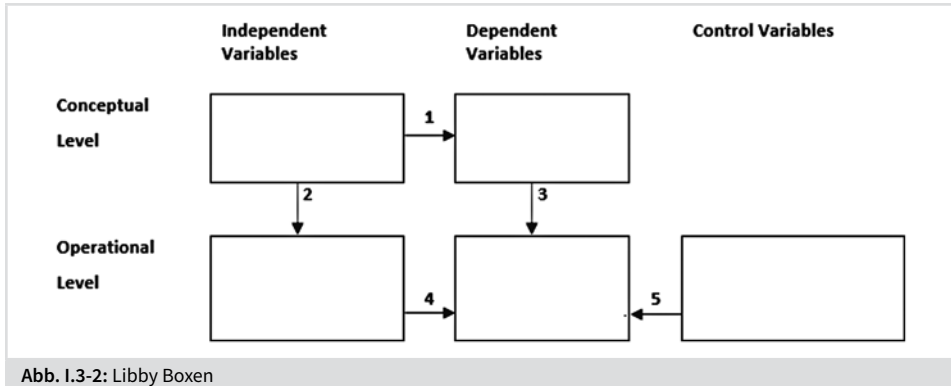 Independent
Variables
Dependent
Variables
Control Variables
Conceptual
Level
1
2
3
Operational
Level
4
5
Abb. I.3-2: Libby Boxen